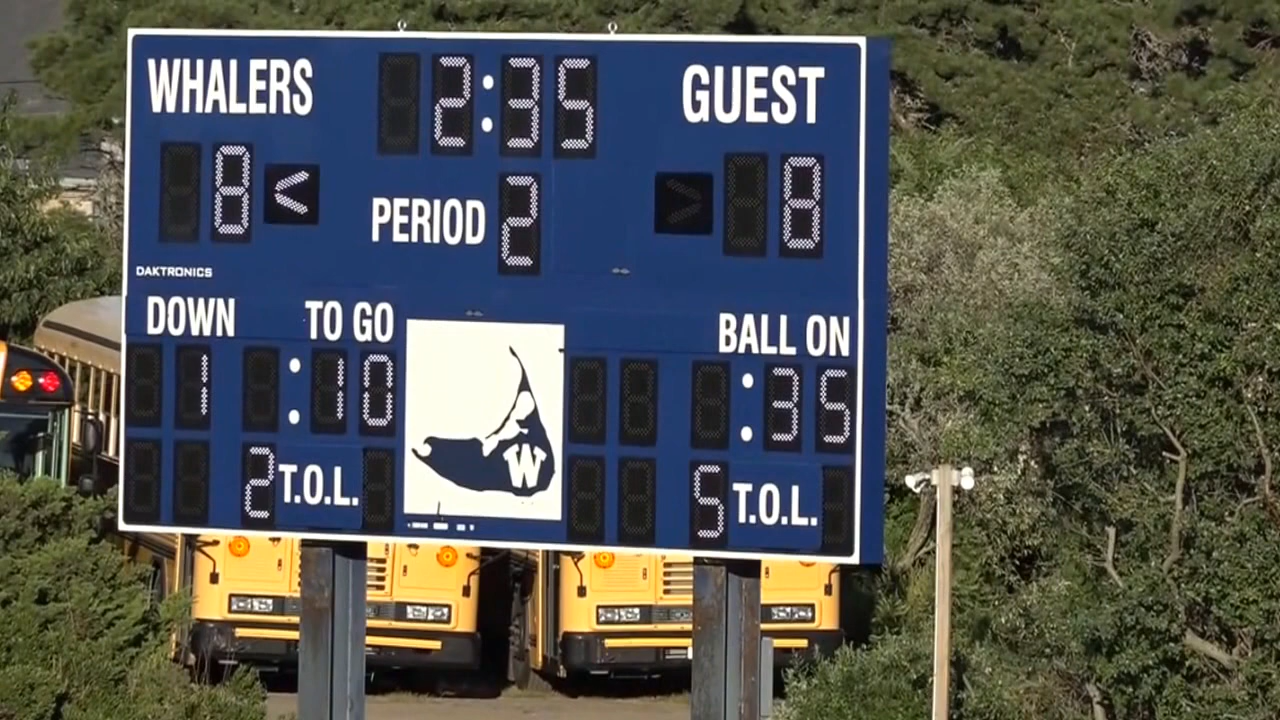 WHALERS 2:35 GUEST
8 < PERIOD 2 > 8
DAKTRONICS
DOWN TO GO BALL ON
1 :10 :35
W
2 T.O.L. 5 T.O.L.